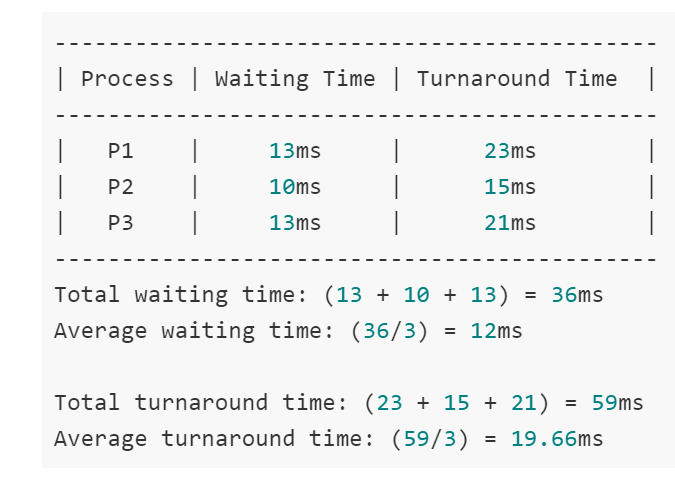 ---------------------------------------------
| Process | Waiting Time | Turnaround Time  |
---------------------------------------------
|   P1    |     13ms     |      23ms        |
|   P2    |     10ms     |      15ms        |
|   P3    |     13ms     |      21ms        |
---------------------------------------------
Total waiting time: (13 + 10 + 13) = 36ms
Average waiting time: (36/3) = 12ms

Total turnaround time: (23 + 15 + 21) = 59ms
Average turnaround time: (59/3) = 19.66ms